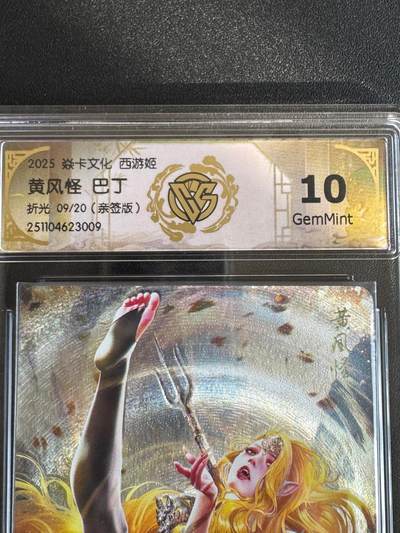 2025 焱卡文化 西游姬
黄风怪 巴丁
折光 09/20（亲签版）
251104623009
10
GemMint
黄风怪